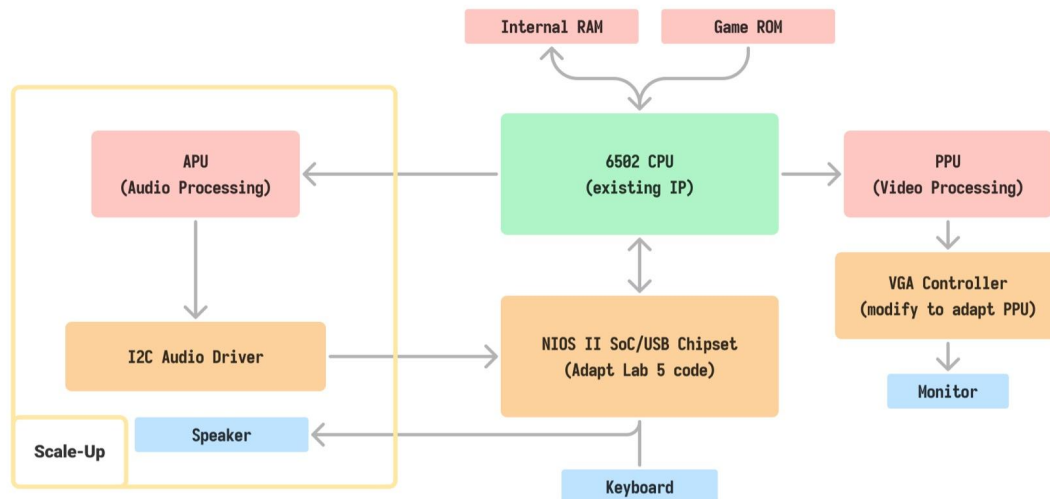 Internal RAM
Game ROM
APU
(Audio Processing)
6502 CPU
(existing IP)
PPU
(Video Processing)
VGA Controller
(modify to adapt PPU)
I2C Audio Driver
NIOS II SoC/USB Chipset
(Adapt Lab 5 code)
Monitor
Speaker
Scale-Up
Keyboard